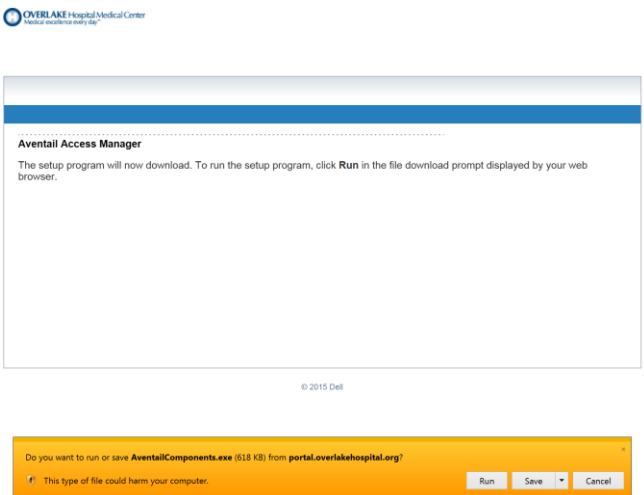 OVERLAKE Hospital Medical Center
Medical excellence every day™
Aventail Access Manager
The setup program will now download. To run the setup program, click Run in the file download prompt displayed by your web
browser.
© 2015 Dell
Do you want to run or save AventailComponents.exe (618 KB) from portal.overlakehospital.org?
×
This type of file could harm your computer.
Run Save Cancel